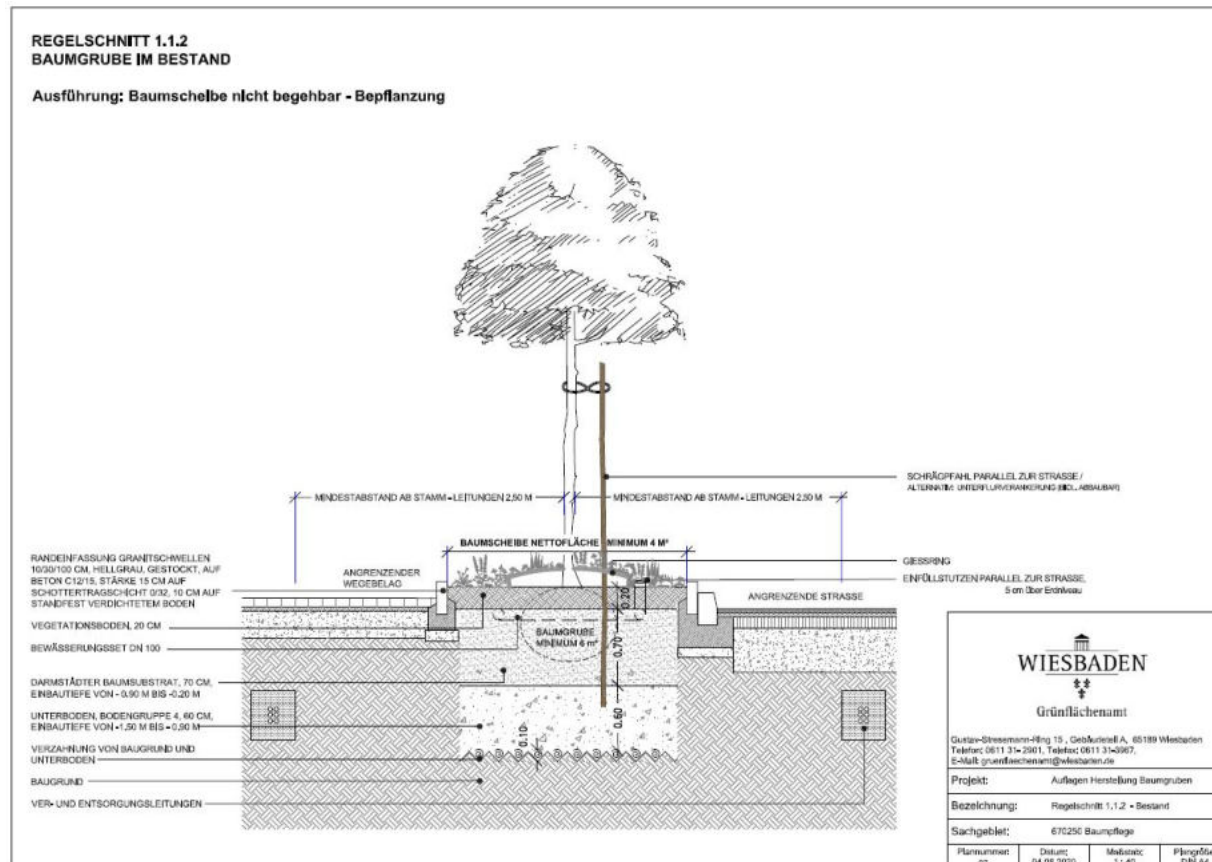 REGELSCHNITT 1.1.2
BAUMGRUBE IM BESTAND
Ausführung: Baumscheibe nicht begehbar - Bepflanzung
SCHRÄGPFAHL PARALLEL ZUR STRASSE /
ALTERNATIV: UNTERFLURVERANKERUNG (BIOL. ABBAUBAR)
MINDESTABSTAND AB STAMM - LEITUNGEN 2,50 M
MINDESTABSTAND AB STAMM - LEITUNGEN 2,50 M
BAUMSCHEIBE NETTOFLÄCHE MINIMUM 4 M²
RANDEINFASSUNG GRANITSCHWELLEN
10/30/100 CM, HELLGRAU, GESTOCKT, AUF
BETON C12/15, STÄRKE 15 CM AUF
SCHOTTERTRAGSCHICHT 0/32, 10 CM AUF
STANDFEST VERDICHTETEM BODEN
ANGRENZENDER
WEGEBELAG
GIESSRING
EINFÜLLSTUTZEN PARALLEL ZUR STRASSE,
5 cm über Erdniveau
ANGRENZENDE STRASSE
0.20
VEGETATIONSBODEN, 20 CM
BEWÄSSERUNGSSET DN 100
BAUMGRUBE
MINIMUM 6 m³
0.70
DARMSTÄDTER BAUMSUBSTRAT, 70 CM,
EINBAUTIEFE VON -0.90 M BIS -0.20 M
UNTERBODEN, BODENGRUPPE 4, 60 CM,
EINBAUTIEFE VON -1,50 M BIS -0,90 M
0.60
0.10
VERZAHNUNG VON BAUGRUND UND
UNTERBODEN
BAUGRUND
VER- UND ENTSORGUNGSLEITUNGEN
WIESBADEN
Grünflächenamt
Gustav-Stresemann-Ring 15 , Gebäudeteil A, 65189 Wiesbaden
Telefon: 0611 31-2901, Telefax: 0611 31-3967,
E-Mail: gruenflaechenamt@wiesbaden.de
Projekt: Auflagen Herstellung Baumgruben
Bezeichnung: Regelschnitt 1.1.2 - Bestand
Sachgebiet: 670250 Baumpflege
Plannummer: Datum: Maßstab: Plangröße